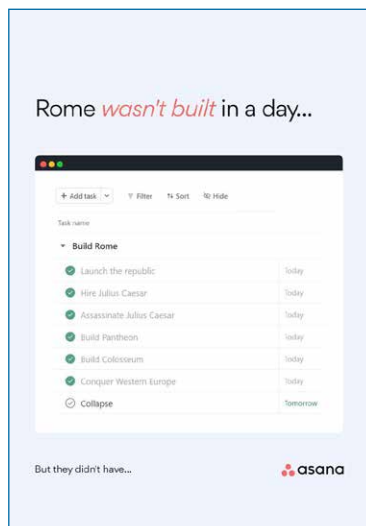 Rome wasn't built in a day...
+ Add task
Filter
Sort
Hide
Task name
Build Rome
Launch the republic Today
Hire Julius Caesar Today
Assassinate Julius Caesar Today
Build Pantheon Today
Build Colosseum Today
Conquer Western Europe Today
Collapse Tomorrow
But they didn't have...
asana